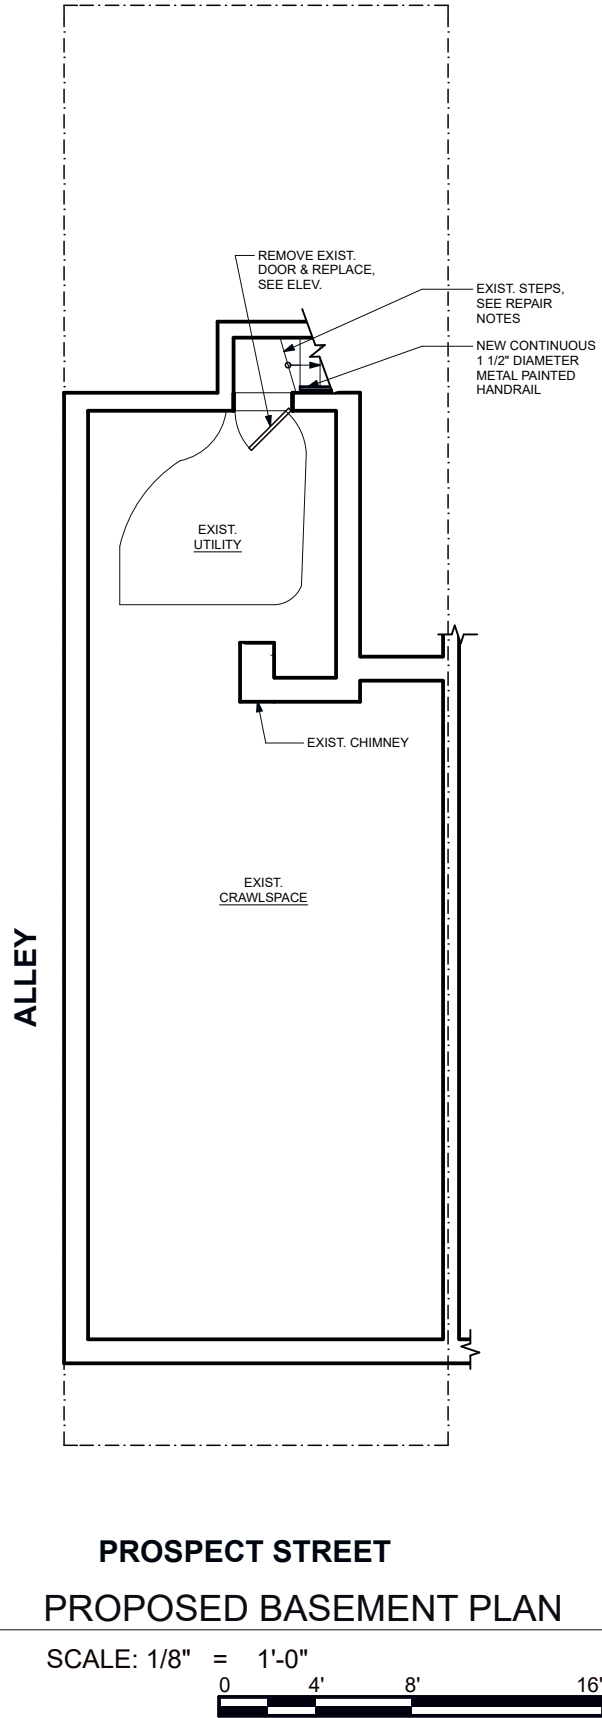 REMOVE EXIST.
DOOR & REPLACE,
SEE ELEV.
EXIST. STEPS,
SEE REPAIR
NOTES
NEW CONTINUOUS
1 1/2" DIAMETER
METAL PAINTED
HANDRAIL
EXIST.
UTILITY
EXIST. CHIMNEY
EXIST.
CRAWLSPACE
ALLEY
PROSPECT STREET
PROPOSED BASEMENT PLAN
SCALE: 1/8" = 1'-0"
0 4' 8' 16'